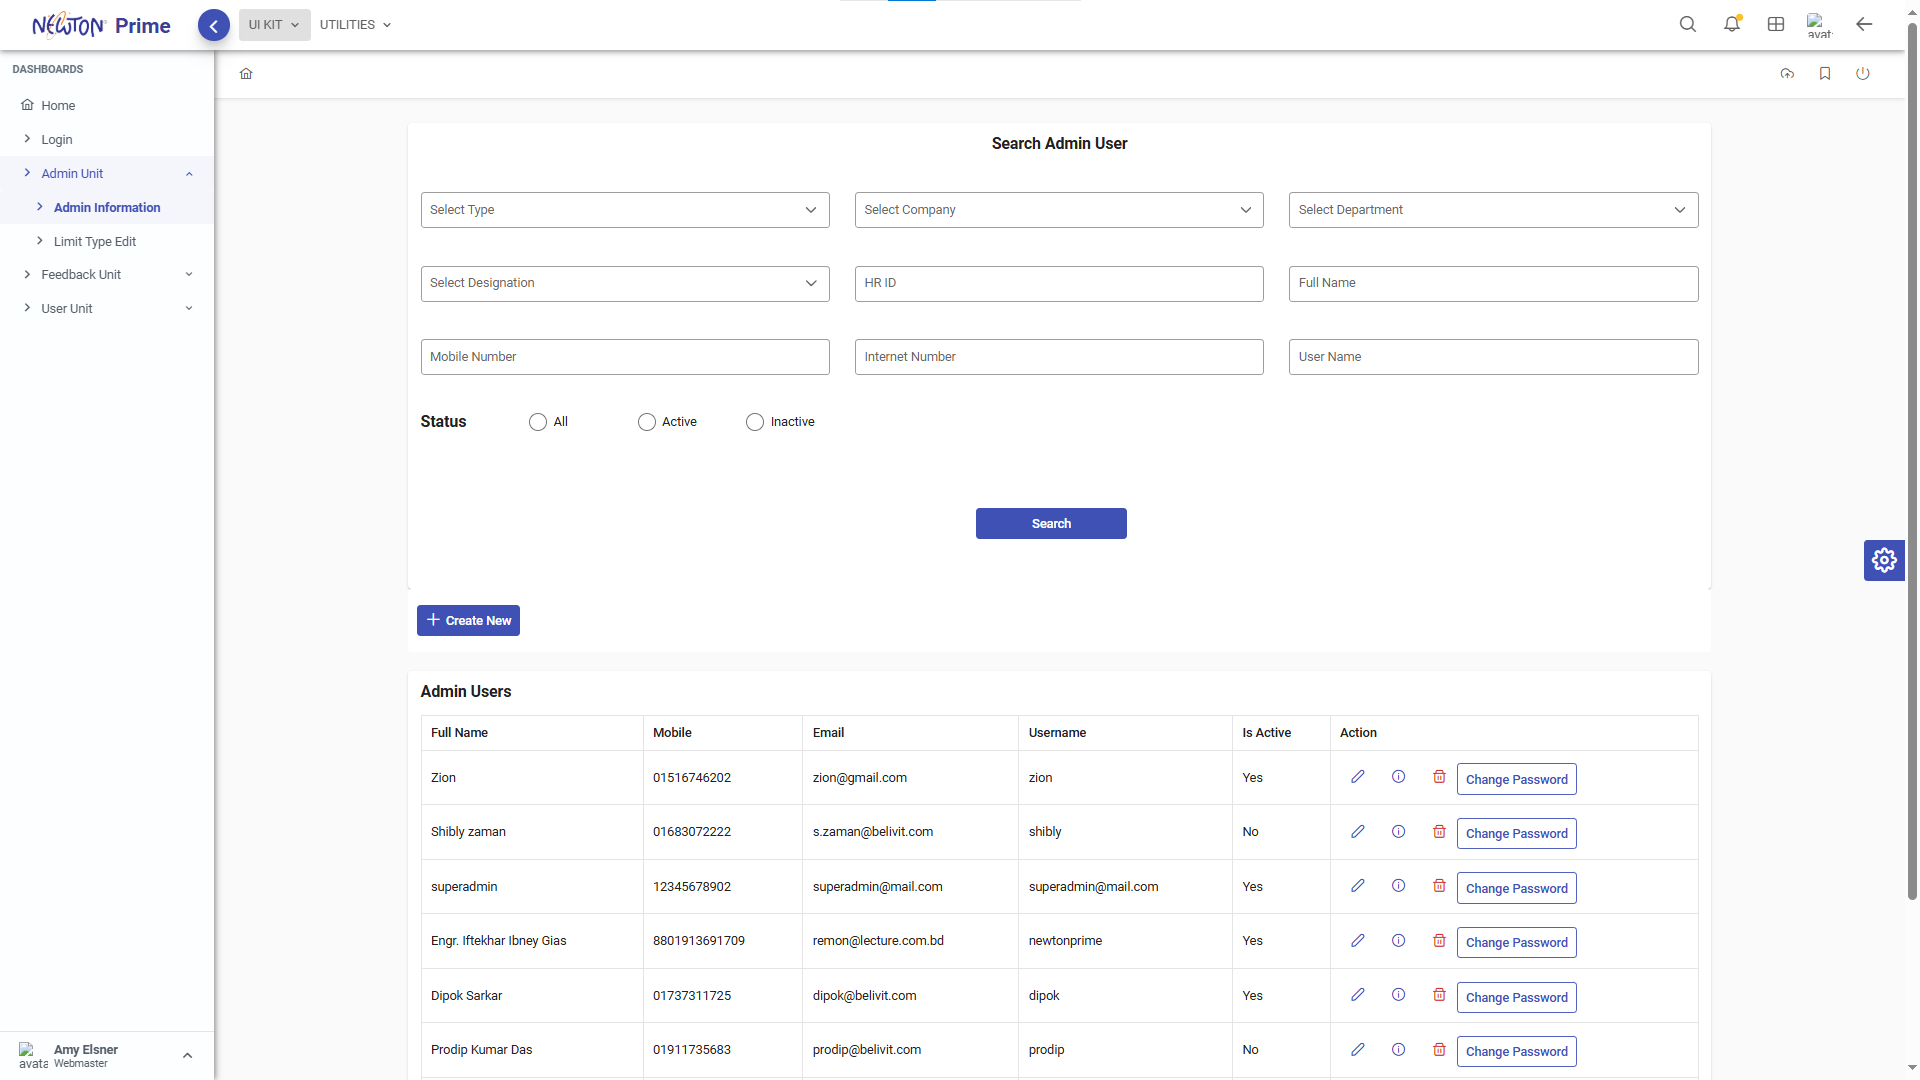 NEWTON Prime
UI KIT
UTILITIES
avat
DASHBOARDS
Home
Login
Admin Unit
Admin Information
Limit Type Edit
Feedback Unit
User Unit
Search Admin User
Select Type
Select Company
Select Department
Select Designation
HR ID
Full Name
Mobile Number
Internet Number
User Name
Status
All
Active
Inactive
Search
Create New
Admin Users
Full Name Mobile Email Username Is Active Action
Zion 01516746202 zion@gmail.com zion Yes Change Password
Shibly zaman 01683072222 s.zaman@belivit.com shibly No Change Password
superadmin 12345678902 superadmin@mail.com superadmin@mail.com Yes Change Password
Engr. Iftekhar Ibney Gias 8801913691709 remon@lecture.com.bd newtonprime Yes Change Password
Dipok Sarkar 01737311725 dipok@belivit.com dipok Yes Change Password
Prodip Kumar Das 01911735683 prodip@belivit.com prodip No Change Password
avata
Amy Elsner
Webmaster